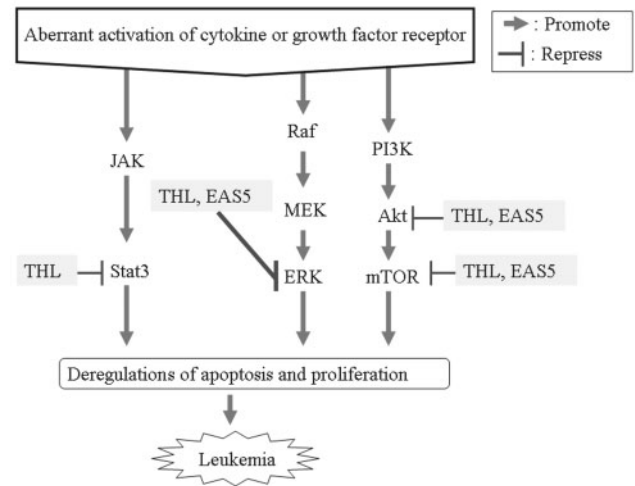 Aberrant activation of cytokine or growth factor receptor
: Promote
: Repress
Raf
PI3K
JAK
THL, EAS5
MEK
Akt
THL, EAS5
THL
Stat3
ERK
mTOR
THL, EAS5
Deregulations of apoptosis and proliferation
Leukemia